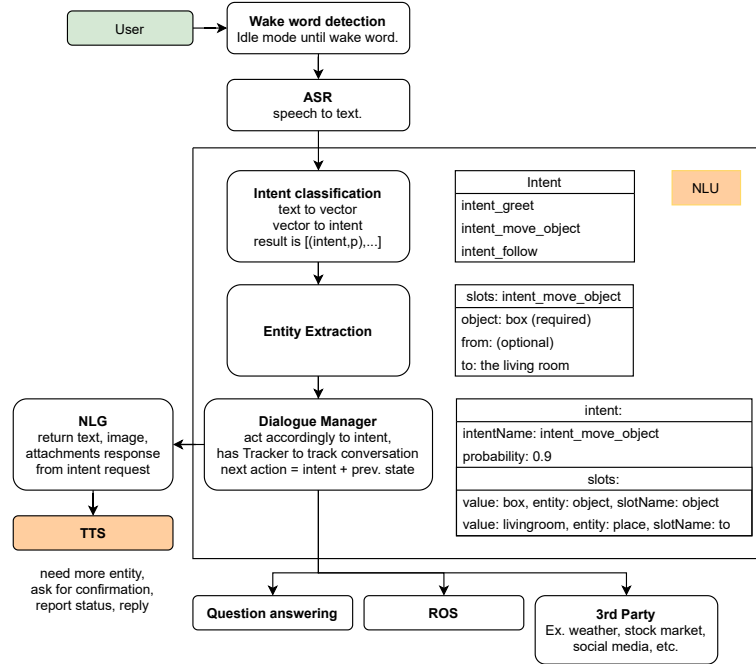 User
Wake word detection
Idle mode until wake word.
ASR
speech to text.
Intent classification
text to vector
vector to intent
result is [(intent,p),...]
Intent
intent_greet
intent_move_object
intent_follow
NLU
Entity Extraction
slots: intent_move_object
object: box (required)
from: (optional)
to: the living room
NLG
return text, image,
attachments response
from intent request
Dialogue Manager
act accordingly to intent,
has Tracker to track conversation
next action = intent + prev. state
intent:
intentName: intent_move_object
probability: 0.9
slots:
value: box, entity: object, slotName: object
value: livingroom, entity: place, slotName: to
TTS
need more entity,
ask for confirmation,
report status, reply
Question answering
ROS
3rd Party
Ex. weather, stock market,
social media, etc.